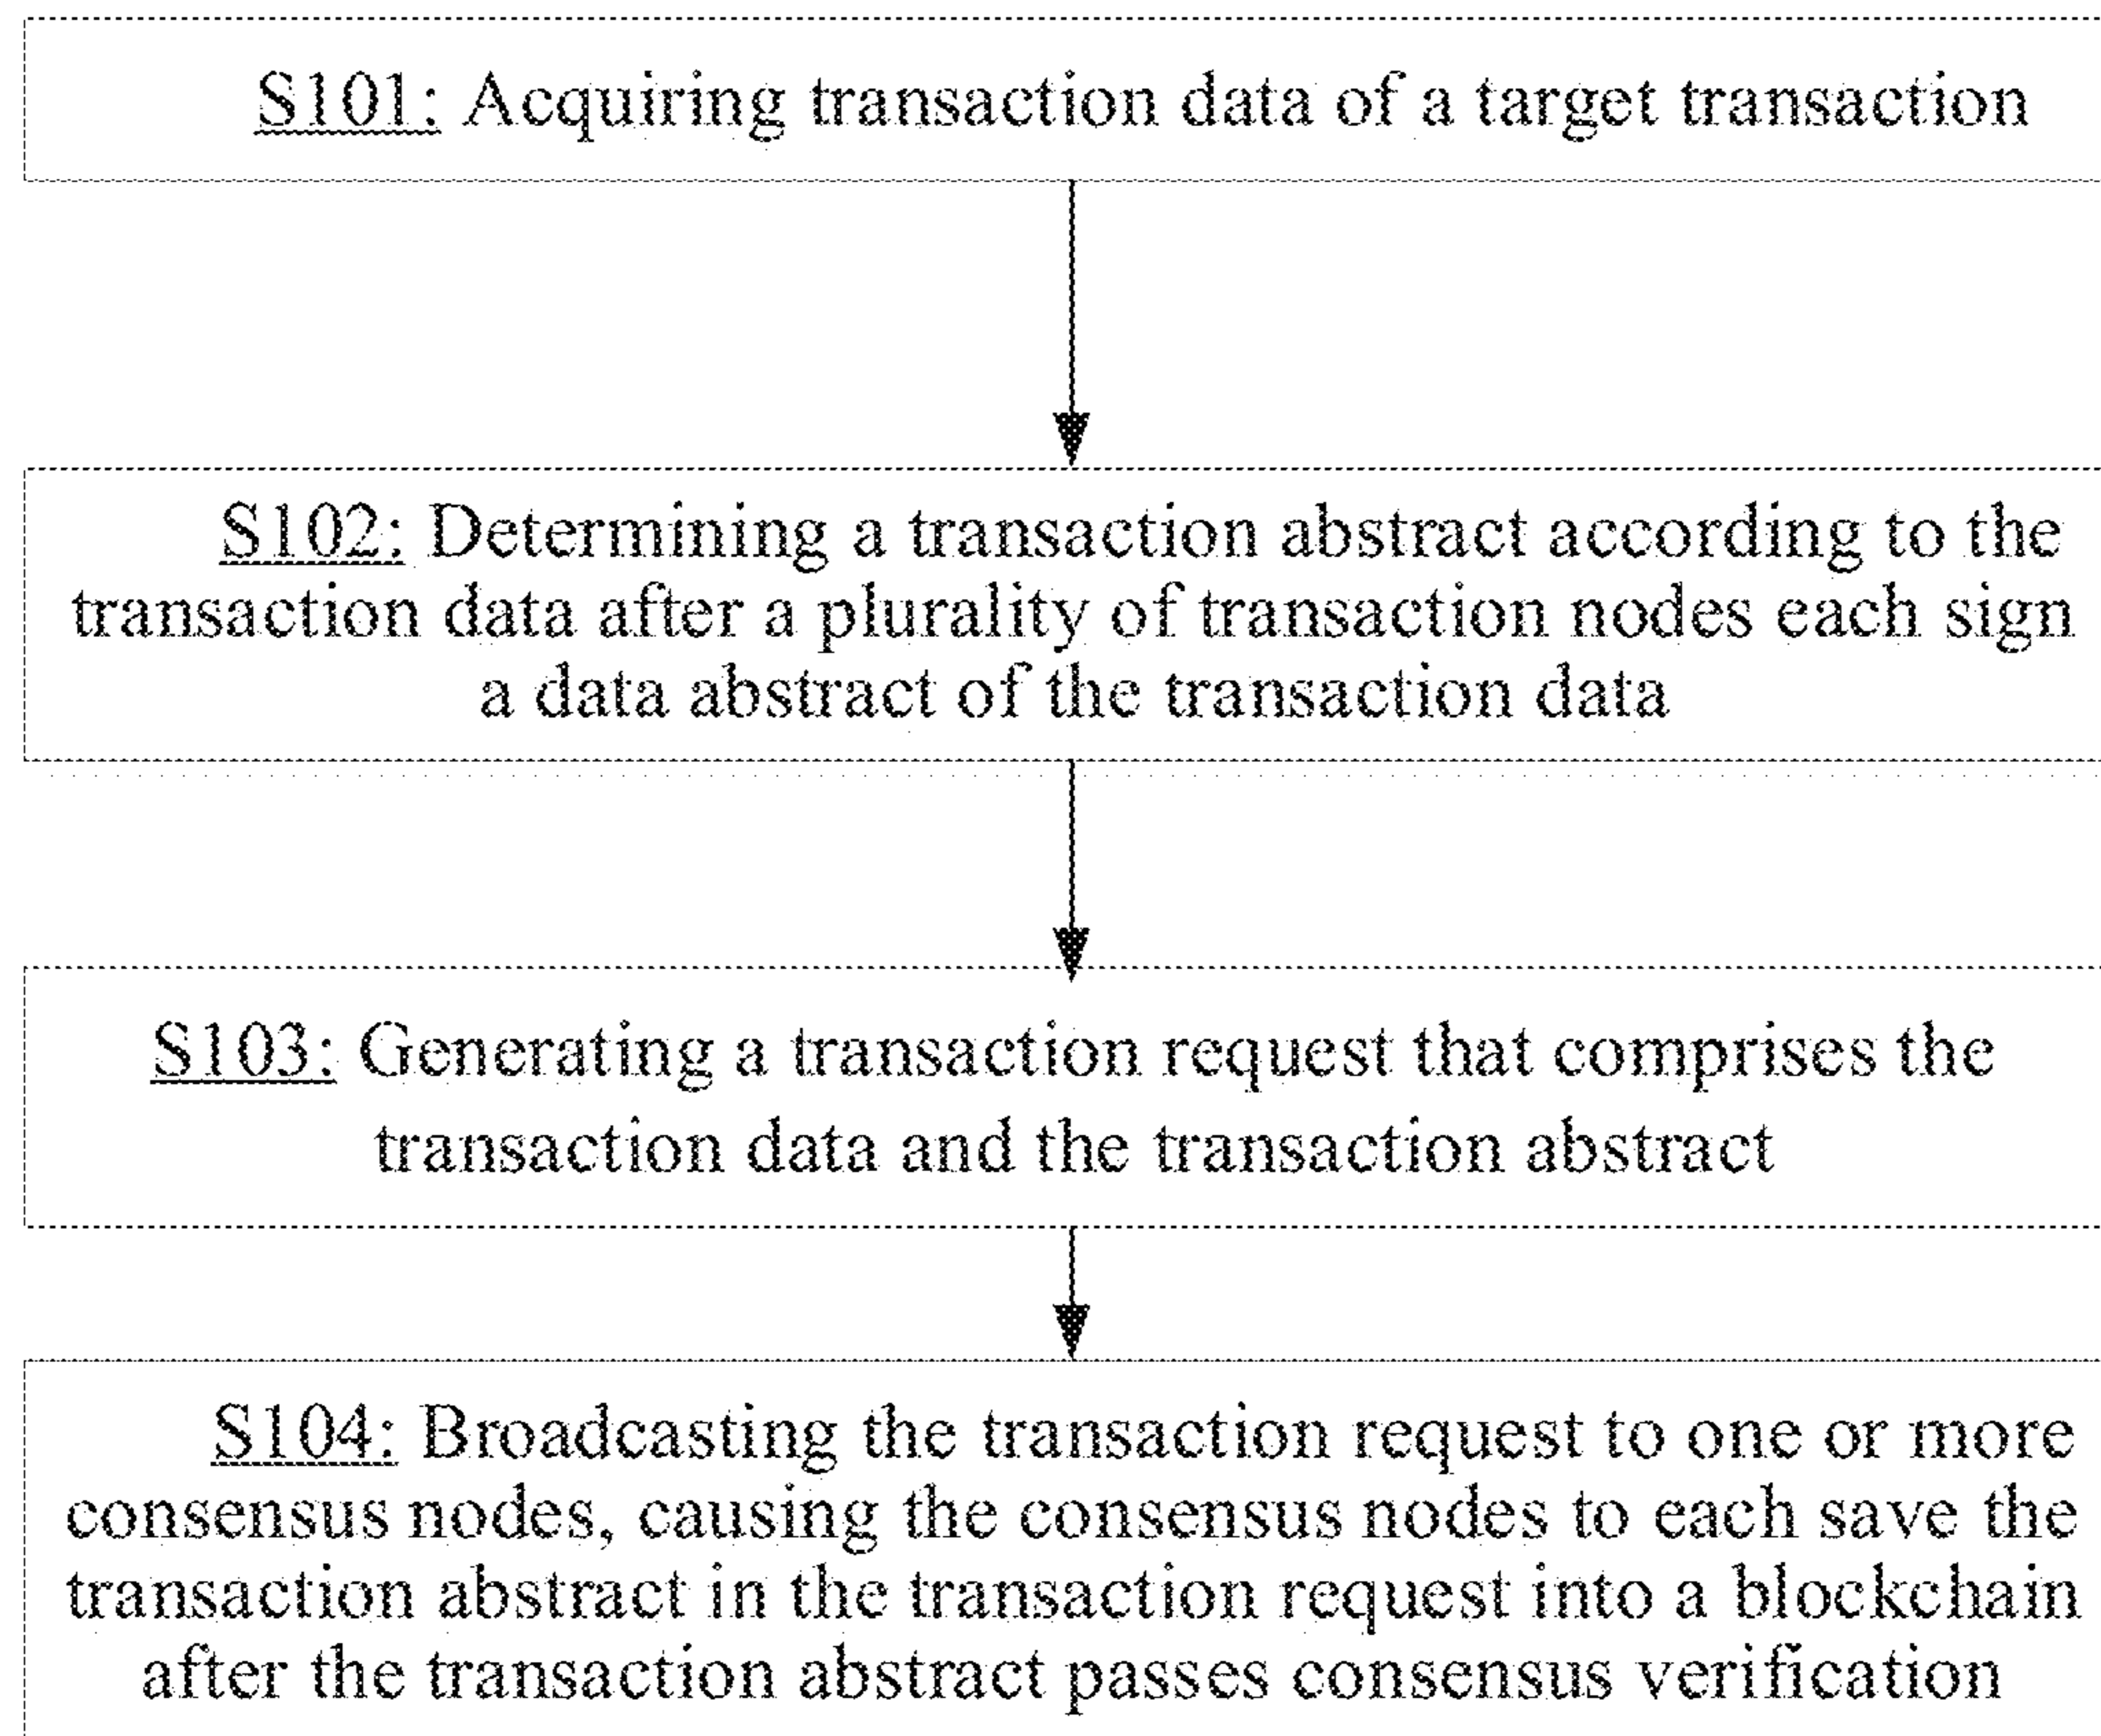 S101: Acquiring transaction data of a target transaction
S102: Determining a transaction abstract according to the
transaction data after a plurality of transaction nodes each sign
a data abstract of the transaction data
S103: Generating a transaction request that comprises the
transaction data and the transaction abstract
S104: Broadcasting the transaction request to one or more
consensus nodes, causing the consensus nodes to each save the
transaction abstract in the transaction request into a blockchain
after the transaction abstract passes consensus verification